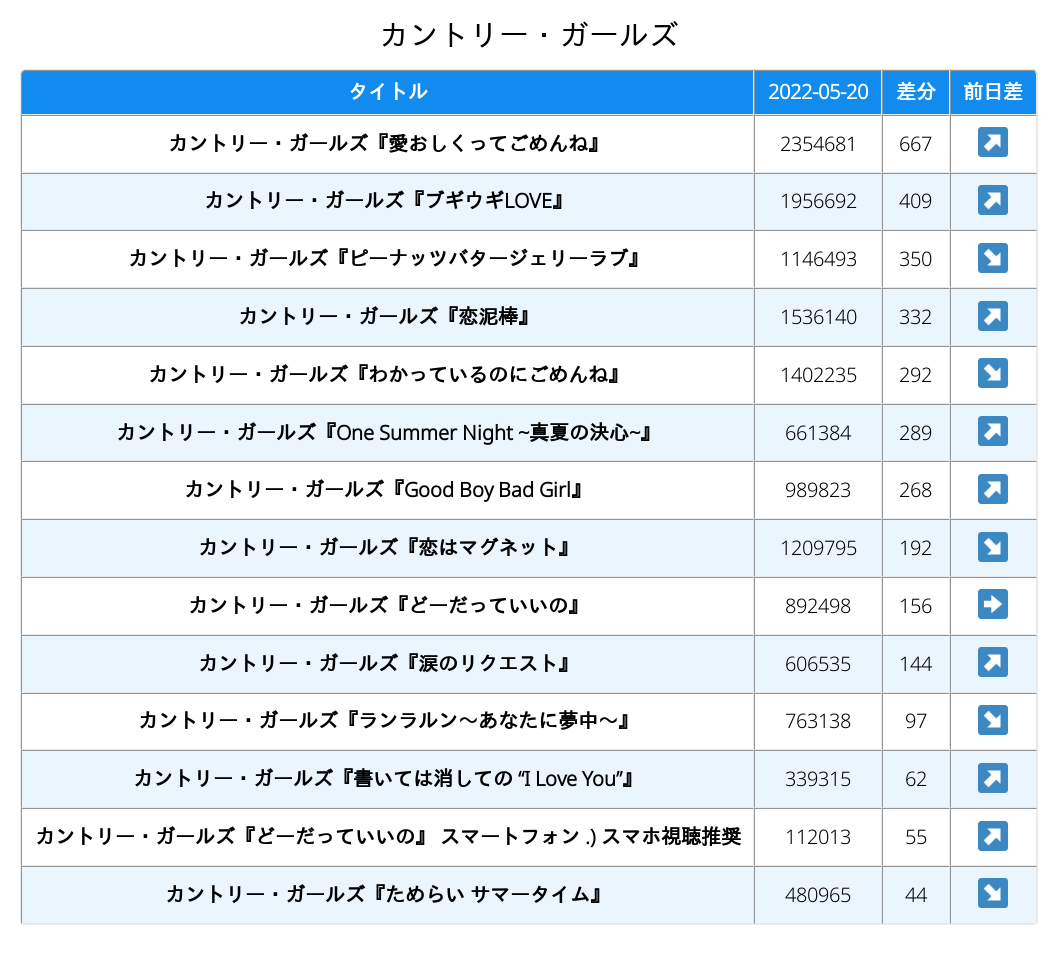 カントリー・ガールズ
タイトル 2022-05-20 差分 前日差
カントリー・ガールズ『愛おしくってごめんね』 2354681 667
カントリー・ガールズ『ブギウギLOVE』 1956692 409
カントリー・ガールズ『ピーナッツバタージェリーラブ』 1146493 350
カントリー・ガールズ『恋泥棒』 1536140 332
カントリー・ガールズ『わかっているのにごめんね』 1402235 292
カントリー・ガールズ『One Summer Night ~真夏の決心~』 661384 289
カントリー・ガールズ『Good Boy Bad Girl』 989823 268
カントリー・ガールズ『恋はマグネット』 1209795 192
カントリー・ガールズ『どーだっていいの』 892498 156
カントリー・ガールズ『涙のリクエスト』 606535 144
カントリー・ガールズ『ランラルン〜あなたに夢中〜』 763138 97
カントリー・ガールズ『書いては消しての “I Love You”』 339315 62
カントリー・ガールズ『どーだっていいの』 スマートフォン .) スマホ視聴推奨 112013 55
カントリー・ガールズ『ためらい サマータイム』 480965 44